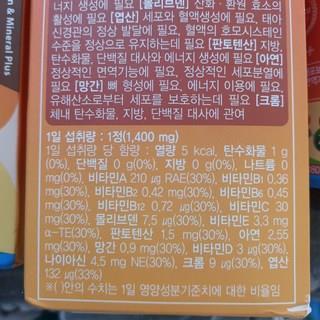 n & Mineral Plus
너지 생성에 필요 [몰리브덴] 산화·환원 효소의
활성에 필요 [엽산] 세포와 혈액생성에 필요, 태아
신경관의 정상 발달에 필요, 혈액의 호모시스테인
수준을 정상으로 유지하는데 필요 [판토텐산] 지방,
탄수화물, 단백질 대사와 에너지 생성에 필요 [아연]
정상적인 면역기능에 필요, 정상적인 세포분열에
필요 [망간] 뼈 형성에 필요, 에너지 이용에 필요,
유해산소로부터 세포를 보호하는데 필요 [크롬]
체내 탄수화물, 지방, 단백질 대사에 관여
1일 섭취량 : 1정(1,400 mg)
1일 섭취량 당 함량 : 열량 5 kcal, 탄수화물 1 g
(0%), 단백질 0 g(0%), 지방 0 g(0%), 나트륨 0
mg(0%), 비타민A 210 μg RAE(30%), 비타민B1 0.36
mg(30%), 비타민B2 0.42 mg(30%), 비타민B6 0.45
mg(30%), 비타민B12 0.72 μg(30%), 비타민C 30
mg(30%), 몰리브덴 7.5 μg(30%), 비타민E 3.3 mg
α-TE(30%), 판토텐산 1.5 mg(30%), 아연 2.55
mg(30%), 망간 0.9 mg(30%), 비타민D 3 μg(30%),
나이아신 4.5 mg NE(30%), 크롬 9 μg(30%), 엽산
132 μg(33%)
※( )안의 수치는 1일 영양성분기준치에 대한 비율임